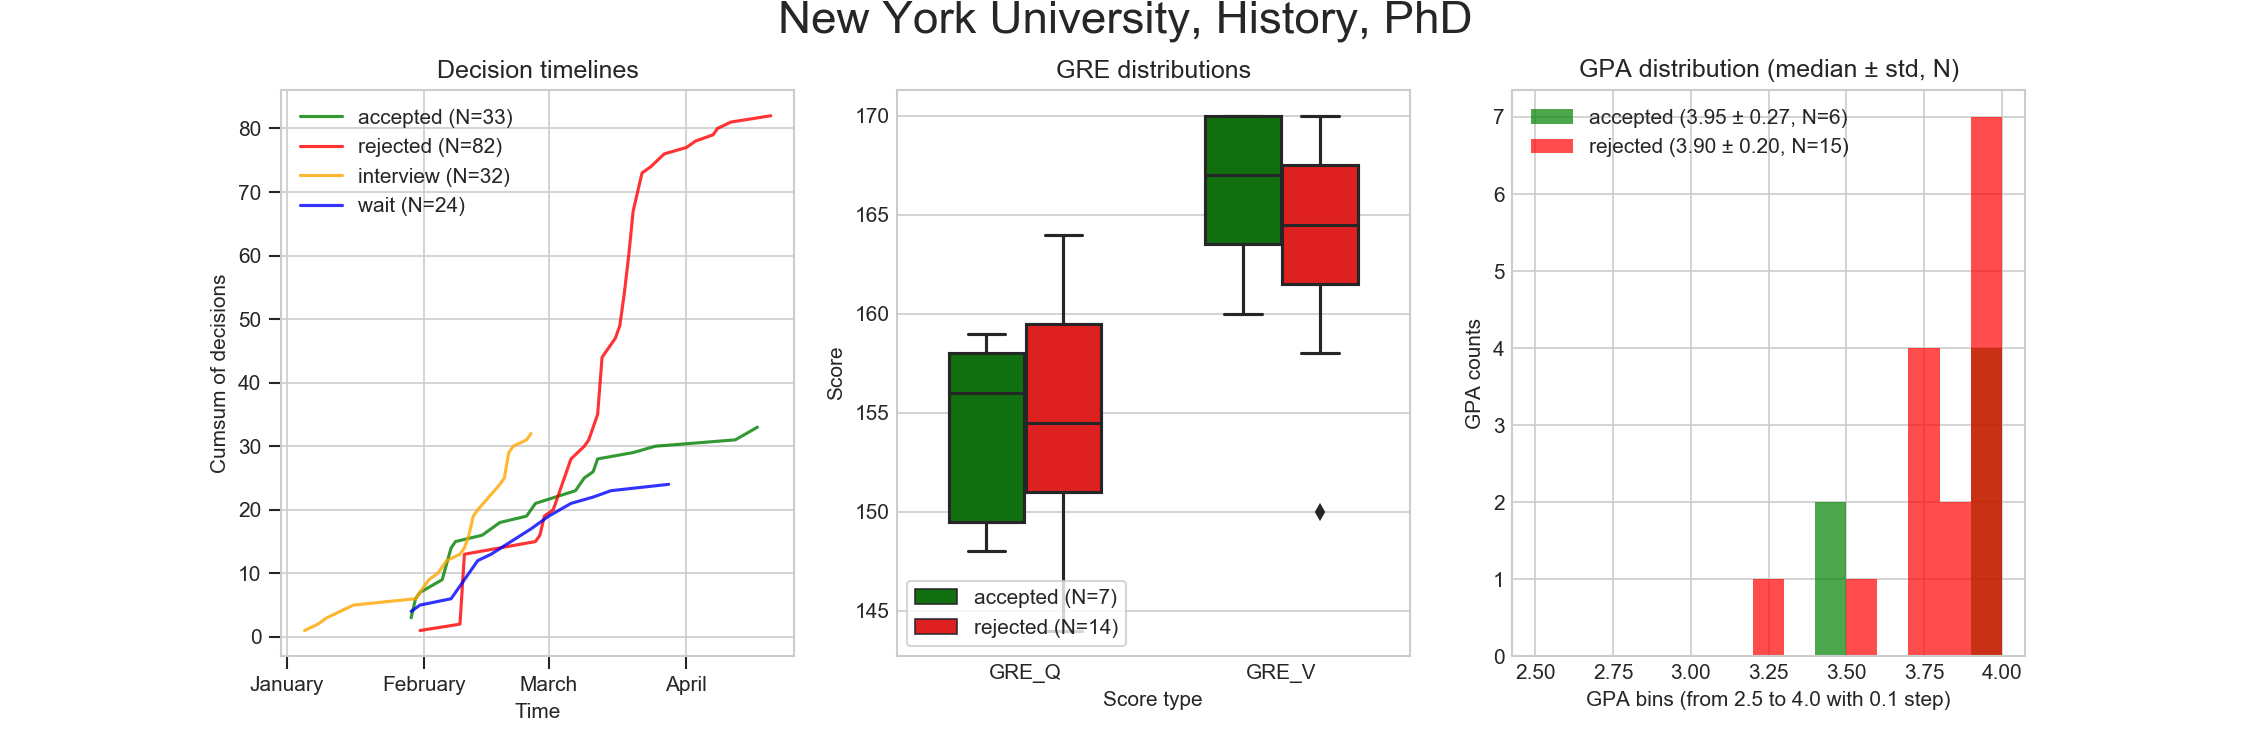 New York University, History, PhD
Decision timelines
accepted (N=33)
rejected (N=82)
interview (N=32)
wait (N=24)
80
70
60
50
40
30
20
10
0
Cumsum of decisions
January February March April
Time
GRE distributions
170
165
160
155
150
145
Score
accepted (N=7)
rejected (N=14)
GRE_Q GRE_V
Score type
GPA distribution (median ± std, N)
accepted (3.95 ± 0.27, N=6)
rejected (3.90 ± 0.20, N=15)
7
6
5
4
3
2
1
0
GPA counts
2.50 2.75 3.00 3.25 3.50 3.75 4.00
GPA bins (from 2.5 to 4.0 with 0.1 step)